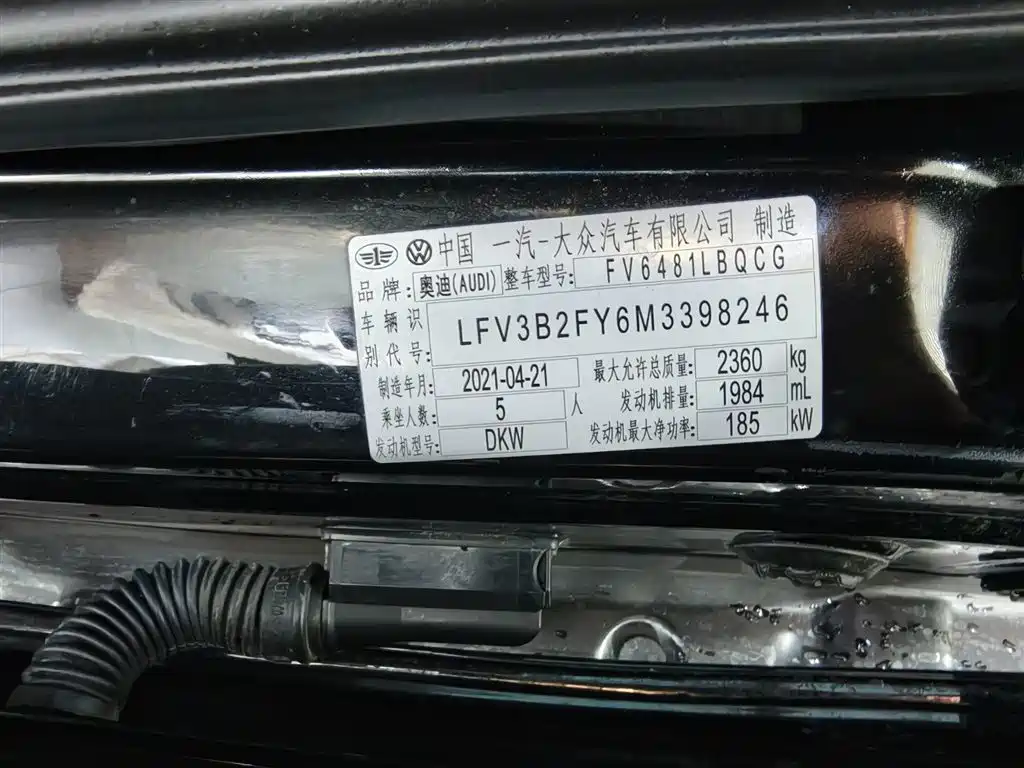 中国 一汽-大众汽车有限公司 制造
品牌: 奥迪(AUDI) 整车型号: FV6481LBQCG
车辆识别代号: LFV3B2FY6M3398246
制造年月: 2021-04-21 最大允许总质量: 2360 kg
乘坐人数: 5 人 发动机排量: 1984 mL
发动机型号: DKW 发动机最大净功率: 185 kW